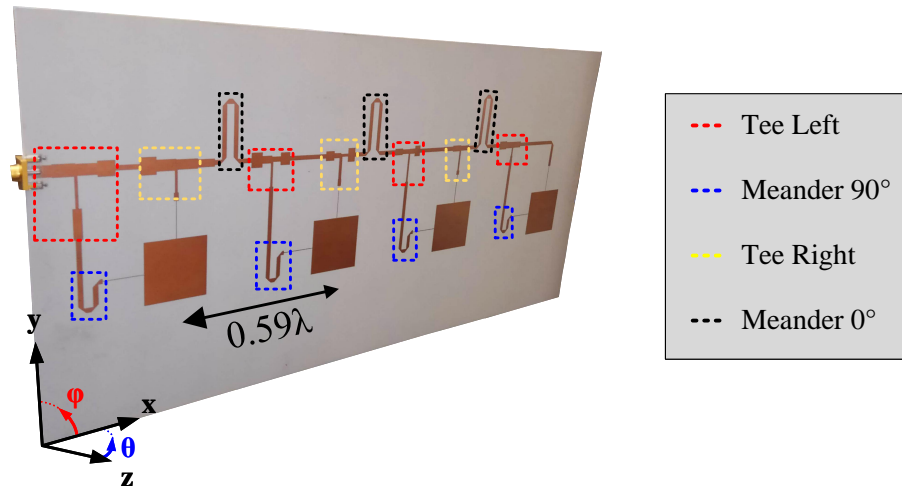 Tee Left
Meander 90°
Tee Right
Meander 0°
0.59λ
y
φ
x
θ
z